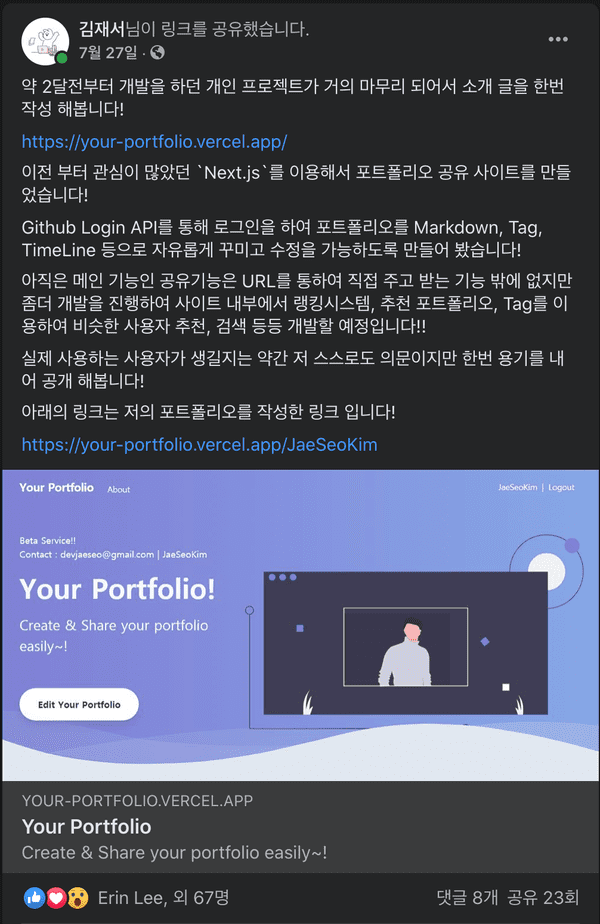 김재서님이 링크를 공유했습니다.
7월 27일 ·
약 2달전부터 개발을 하던 개인 프로젝트가 거의 마무리 되어서 소개 글을 한번
작성 해봅니다!
https://your-portfolio.vercel.app/
이전 부터 관심이 많았던 `Next.js`를 이용해서 포트폴리오 공유 사이트를 만들
었습니다!
Github Login API를 통해 로그인을 하여 포트폴리오를 Markdown, Tag,
TimeLine 등으로 자유롭게 꾸미고 수정을 가능하도록 만들어 봤습니다!
아직은 메인 기능인 공유기능은 URL를 통하여 직접 주고 받는 기능 밖에 없지만
좀더 개발을 진행하여 사이트 내부에서 랭킹시스템, 추천 포트폴리오, Tag를 이
용하여 비슷한 사용자 추천, 검색 등등 개발할 예정입니다!!
실제 사용하는 사용자가 생길지는 약간 저 스스로도 의문이지만 한번 용기를 내
어 공개 해봅니다!
아래의 링크는 저의 포트폴리오를 작성한 링크 입니다!
https://your-portfolio.vercel.app/JaeSeoKim
Your Portfolio About JaeSeoKim | Logout
Beta Service!!
Contact : devjaeseo@gmail.com | JaeSeoKim
Your Portfolio!
Create & Share your portfolio
easily~!
Edit Your Portfolio
YOUR-PORTFOLIO.VERCEL.APP
Your Portfolio
Create & Share your portfolio easily~!
Erin Lee, 외 67명 댓글 8개 공유 23회